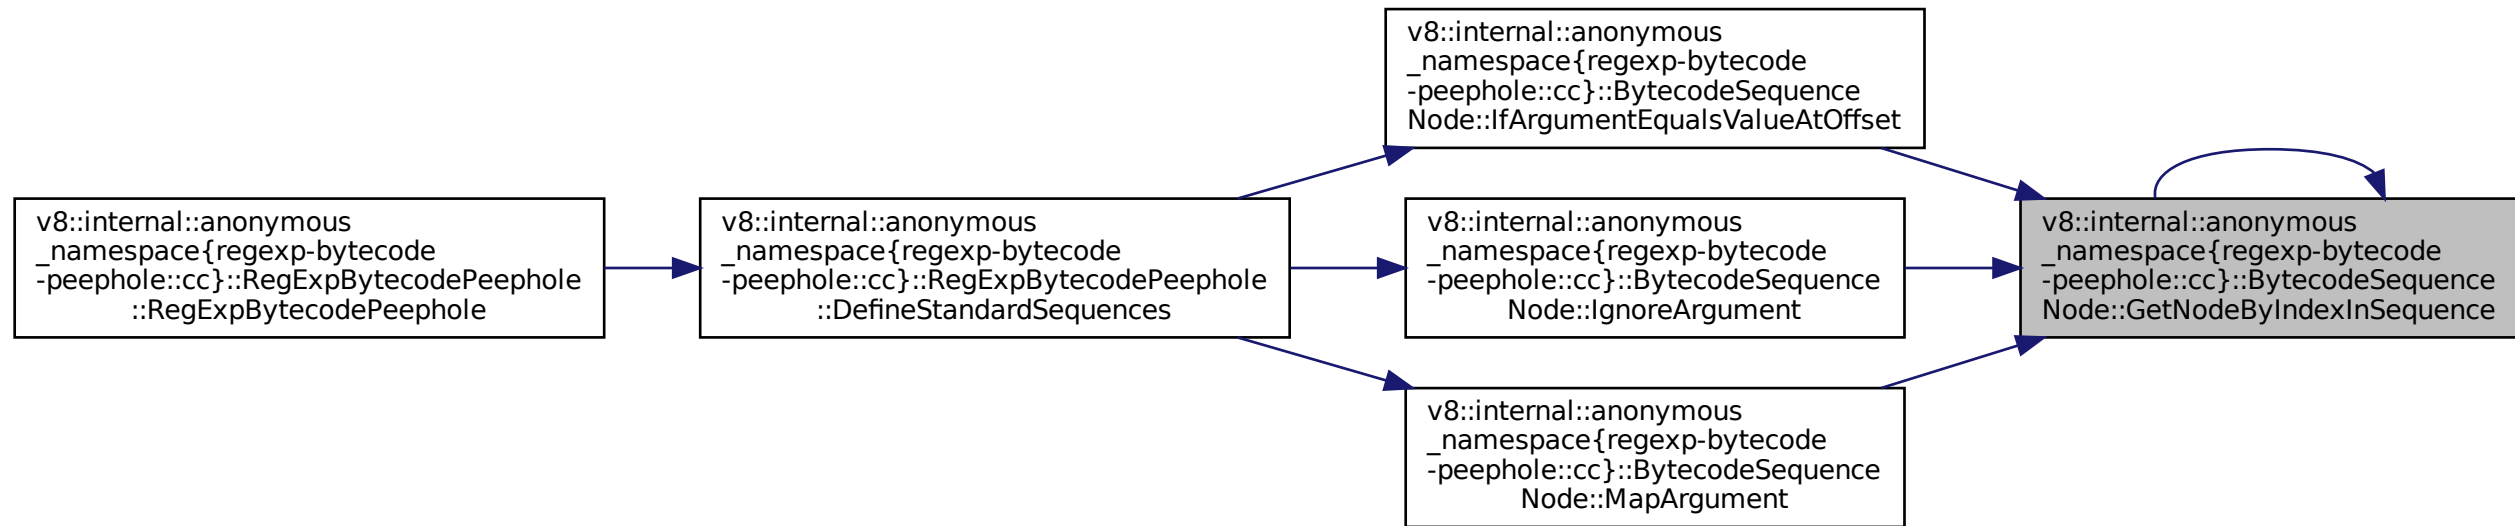 v8::internal::anonymous
_namespace{regexp-bytecode
-peephole::cc}::RegExpBytecodePeephole
::RegExpBytecodePeephole
v8::internal::anonymous
_namespace{regexp-bytecode
-peephole::cc}::RegExpBytecodePeephole
::DefineStandardSequences
v8::internal::anonymous
_namespace{regexp-bytecode
-peephole::cc}::BytecodeSequence
Node::IfArgumentEqualsValueAtOffset
v8::internal::anonymous
_namespace{regexp-bytecode
-peephole::cc}::BytecodeSequence
Node::IgnoreArgument
v8::internal::anonymous
_namespace{regexp-bytecode
-peephole::cc}::BytecodeSequence
Node::MapArgument
v8::internal::anonymous
_namespace{regexp-bytecode
-peephole::cc}::BytecodeSequence
Node::GetNodeByIndexInSequence